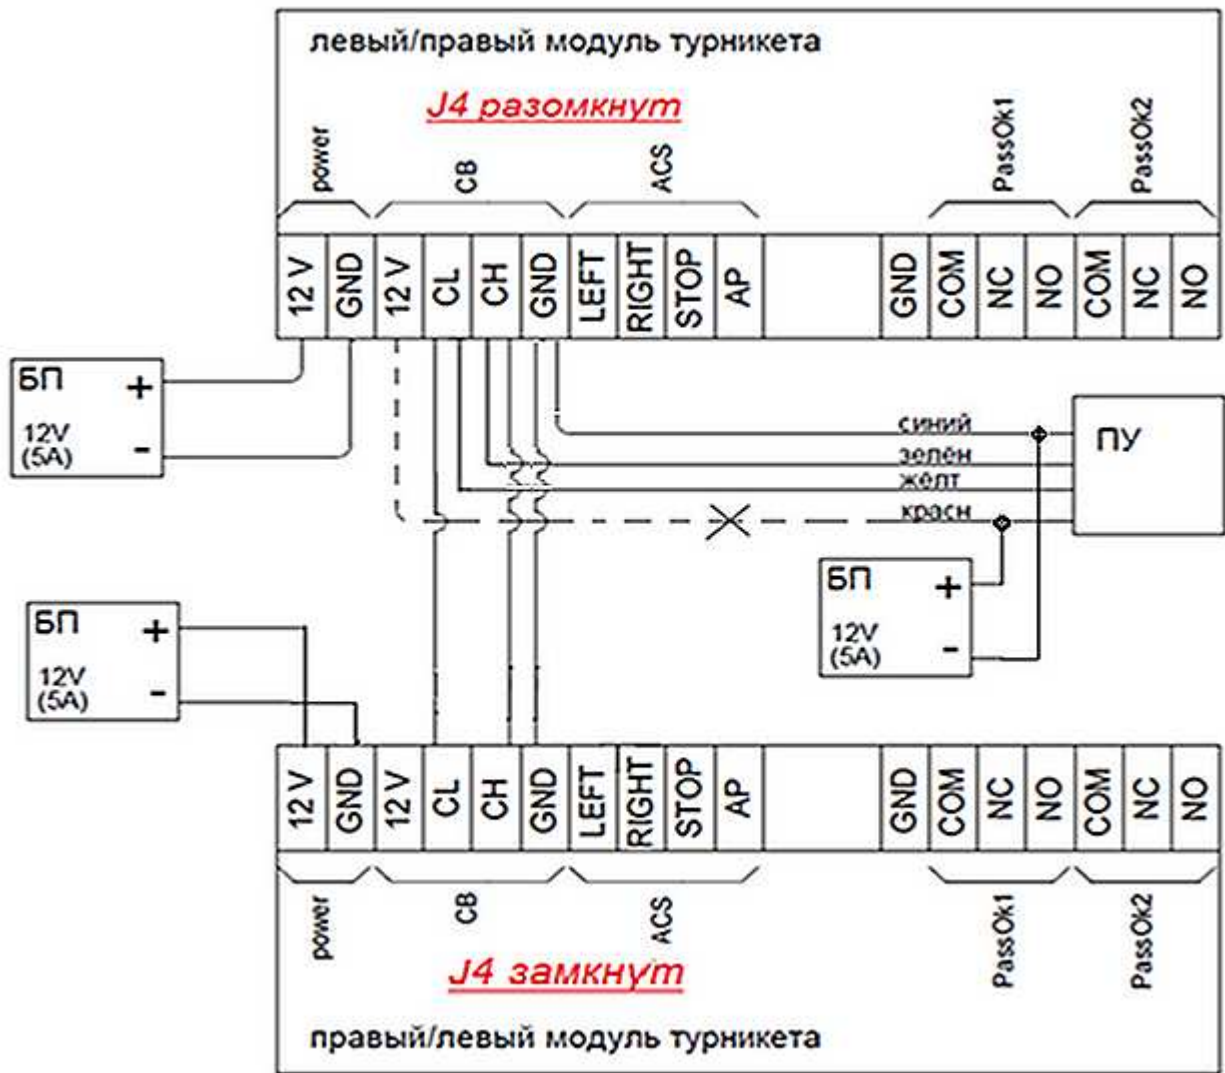 левый/правый модуль турникета
J4 разомкнут
power
CB
ACS
PassOk1
PassOk2
12 V
GND
12 V
CL
CH
GND
LEFT
RIGHT
STOP
AP
GND
COM
NC
NO
COM
NC
NO
БП
+
12V
(5A)
-
синий
зелён
жёлт
красн
ПУ
БП
+
12V
(5A)
-
БП
+
12V
(5A)
-
12 V
GND
12 V
CL
CH
GND
LEFT
RIGHT
STOP
AP
GND
COM
NC
NO
COM
NC
NO
power
CB
ACS
PassOk1
PassOk2
J4 замкнут
правый/левый модуль турникета